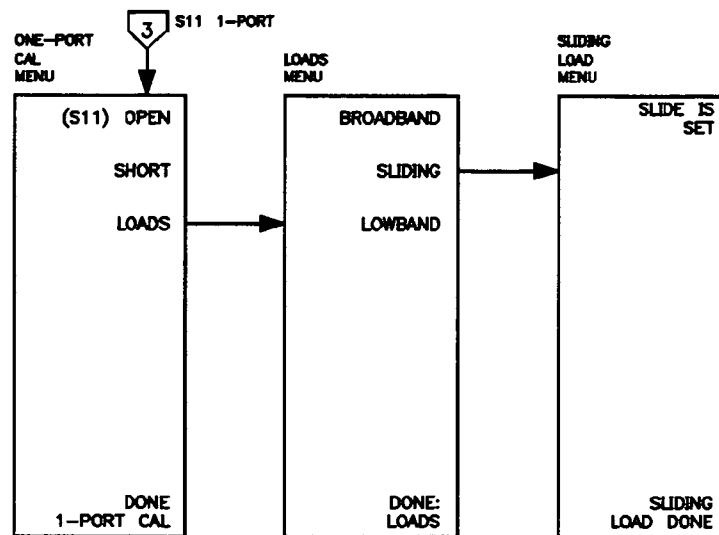 3
S11 1-PORT
ONE-PORT
CAL
MENU
(S11) OPEN
SHORT
LOADS
DONE
1-PORT CAL
LOADS
MENU
BROADBAND
SLIDING
LOWBAND
DONE:
LOADS
SLIDING
LOAD
MENU
SLIDE IS
SET
SLIDING
LOAD DONE